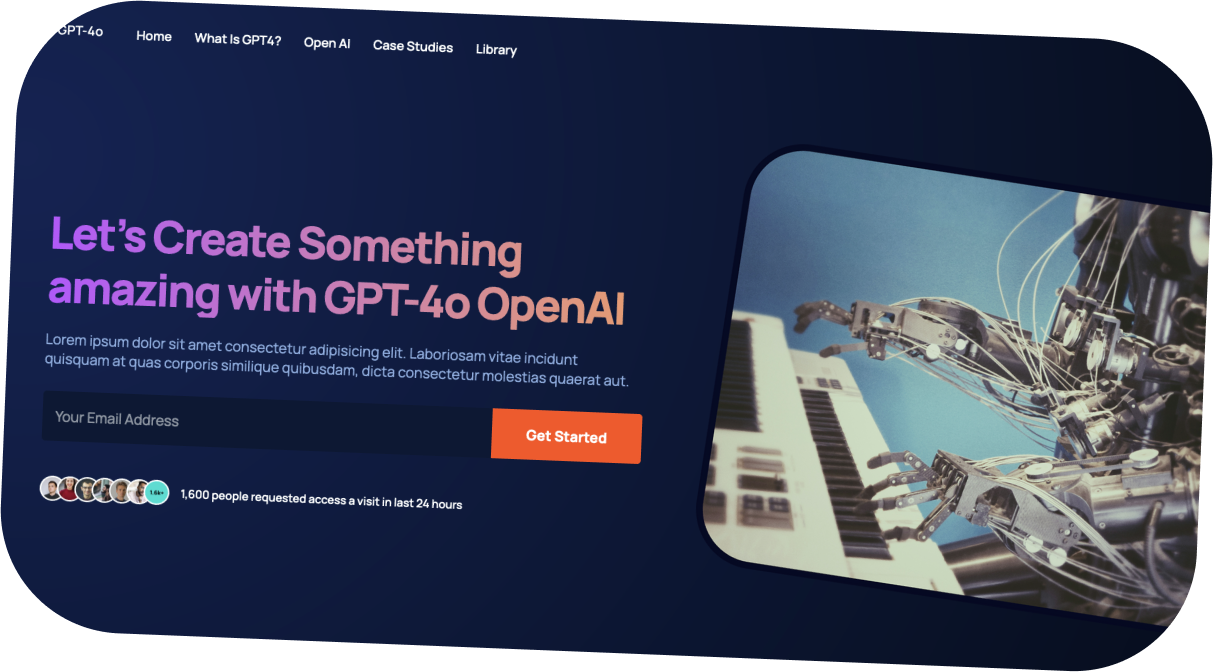 GPT-4o Home What Is GPT4? Open AI Case Studies Library
Let's Create Something
amazing with GPT-4o OpenAI
Lorem ipsum dolor sit amet consectetur adipisicing elit. Laboriosam vitae incidunt
quisquam at quas corporis similique quibusdam, dicta consectetur molestias quaerat aut.
Your Email Address Get Started
1.6k+ 1,600 people requested access a visit in last 24 hours